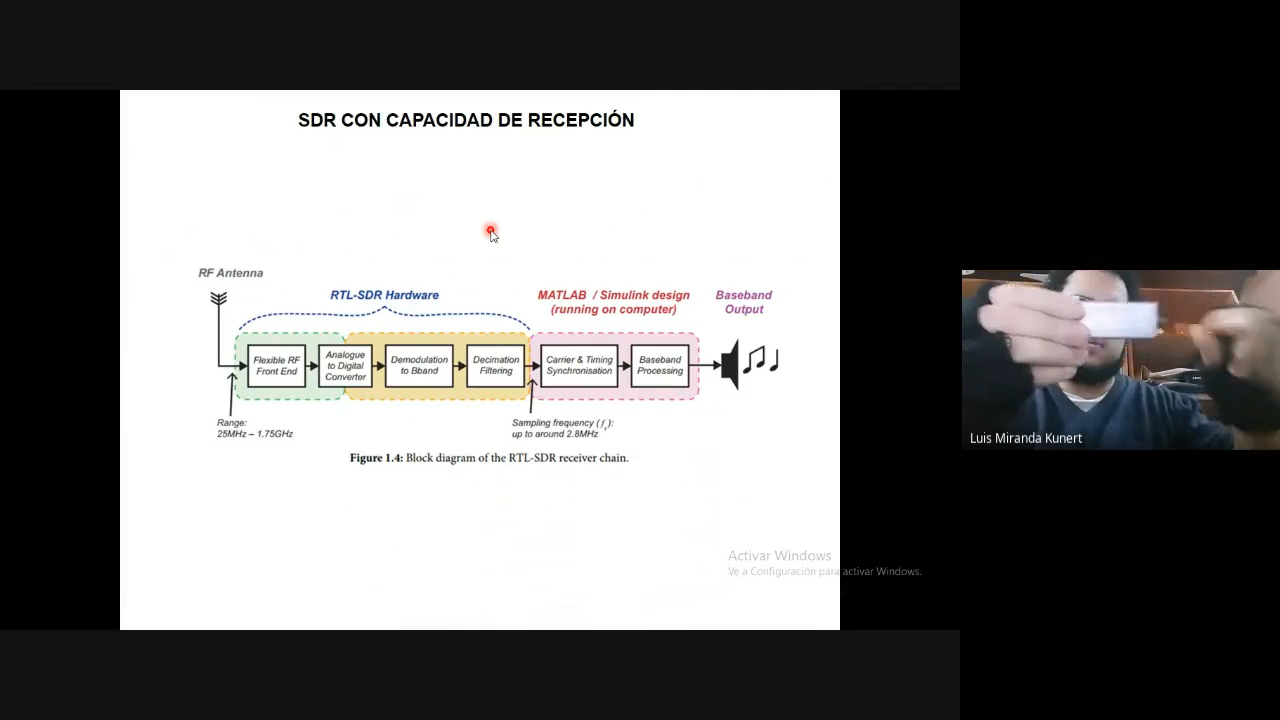 SDR CON CAPACIDAD DE RECEPCIÓN
RF Antenna
RTL-SDR Hardware
MATLAB / Simulink design
(running on computer)
Baseband
Output
Flexible RF
Front End
Analogue
to Digital
Converter
Demodulation
to Bband
Decimation
Filtering
Carrier & Timing
Synchronisation
Baseband
Processing
Range:
25MHz – 1.75GHz
Sampling frequency (fs):
up to around 2.8MHz
Figure 1.4: Block diagram of the RTL-SDR receiver chain.
Luis Miranda Kunert
Activar Windows
Ve a Configuración para activar Windows.